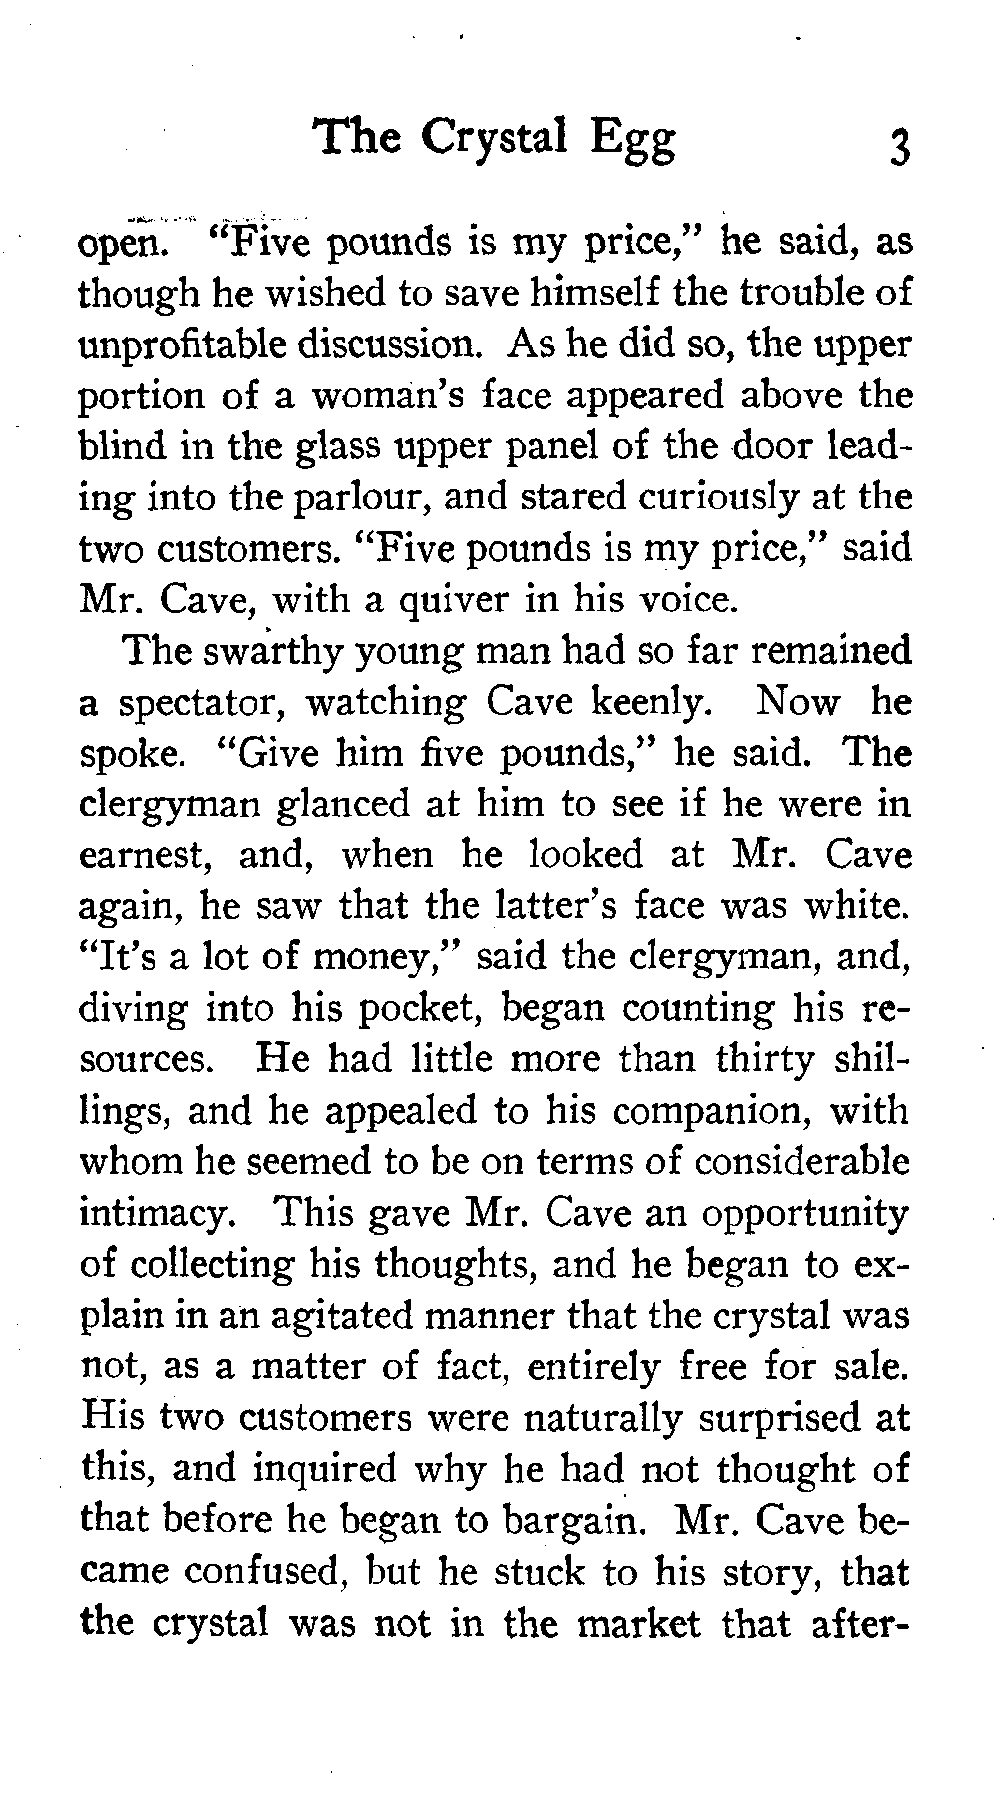 The Crystal Egg 3
open. “Five pounds is my price,” he said, as
though he wished to save himself the trouble of
unprofitable discussion. As he did so, the upper
portion of a woman’s face appeared above the
blind in the glass upper panel of the door lead-
ing into the parlour, and stared curiously at the
two customers. “Five pounds is my price,” said
Mr. Cave, with a quiver in his voice.
The swarthy young man had so far remained
a spectator, watching Cave keenly. Now he
spoke. “Give him five pounds,” he said. The
clergyman glanced at him to see if he were in
earnest, and, when he looked at Mr. Cave
again, he saw that the latter’s face was white.
“It’s a lot of money,” said the clergyman, and,
diving into his pocket, began counting his re-
sources. He had little more than thirty shil-
lings, and he appealed to his companion, with
whom he seemed to be on terms of considerable
intimacy. This gave Mr. Cave an opportunity
of collecting his thoughts, and he began to ex-
plain in an agitated manner that the crystal was
not, as a matter of fact, entirely free for sale.
His two customers were naturally surprised at
this, and inquired why he had not thought of
that before he began to bargain. Mr. Cave be-
came confused, but he stuck to his story, that
the crystal was not in the market that after-